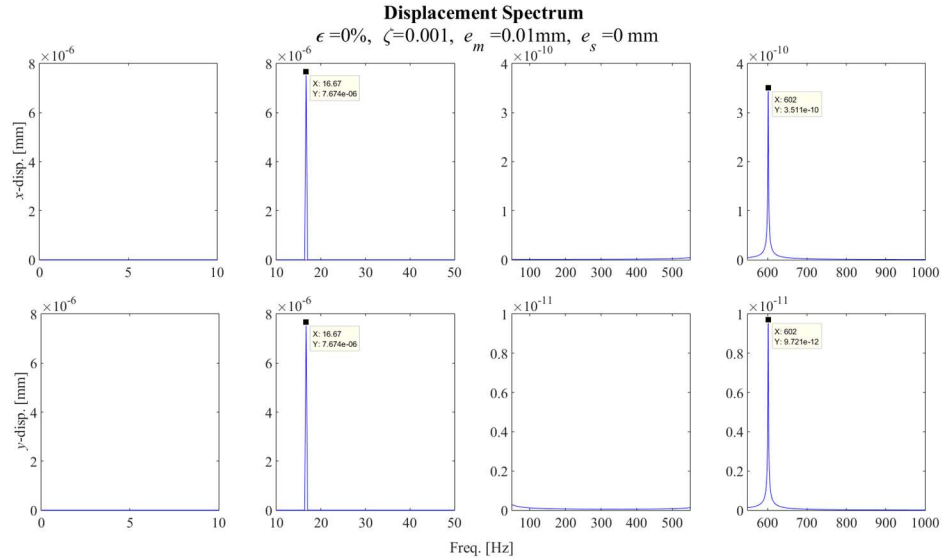 Displacement Spectrum
ϵ =0%, ζ=0.001, e_m =0.01mm, e_s =0 mm
×10^-6
8
6
4
2
0
0 5 10
x-disp. [mm]
×10^-6
8
6
4
2
0
10 20 30 40 50
X: 16.67
Y: 7.674e-06
×10^-10
4
3
2
1
0
100 200 300 400 500
×10^-10
4
3
2
1
0
600 700 800 900 1000
X: 602
Y: 3.511e-10
×10^-6
8
6
4
2
0
0 5 10
y-disp. [mm]
×10^-6
8
6
4
2
0
10 20 30 40 50
X: 16.67
Y: 7.674e-06
×10^-11
1
0.8
0.6
0.4
0.2
0
100 200 300 400 500
×10^-11
1
0.8
0.6
0.4
0.2
0
600 700 800 900 1000
X: 602
Y: 9.721e-12
Freq. [Hz]